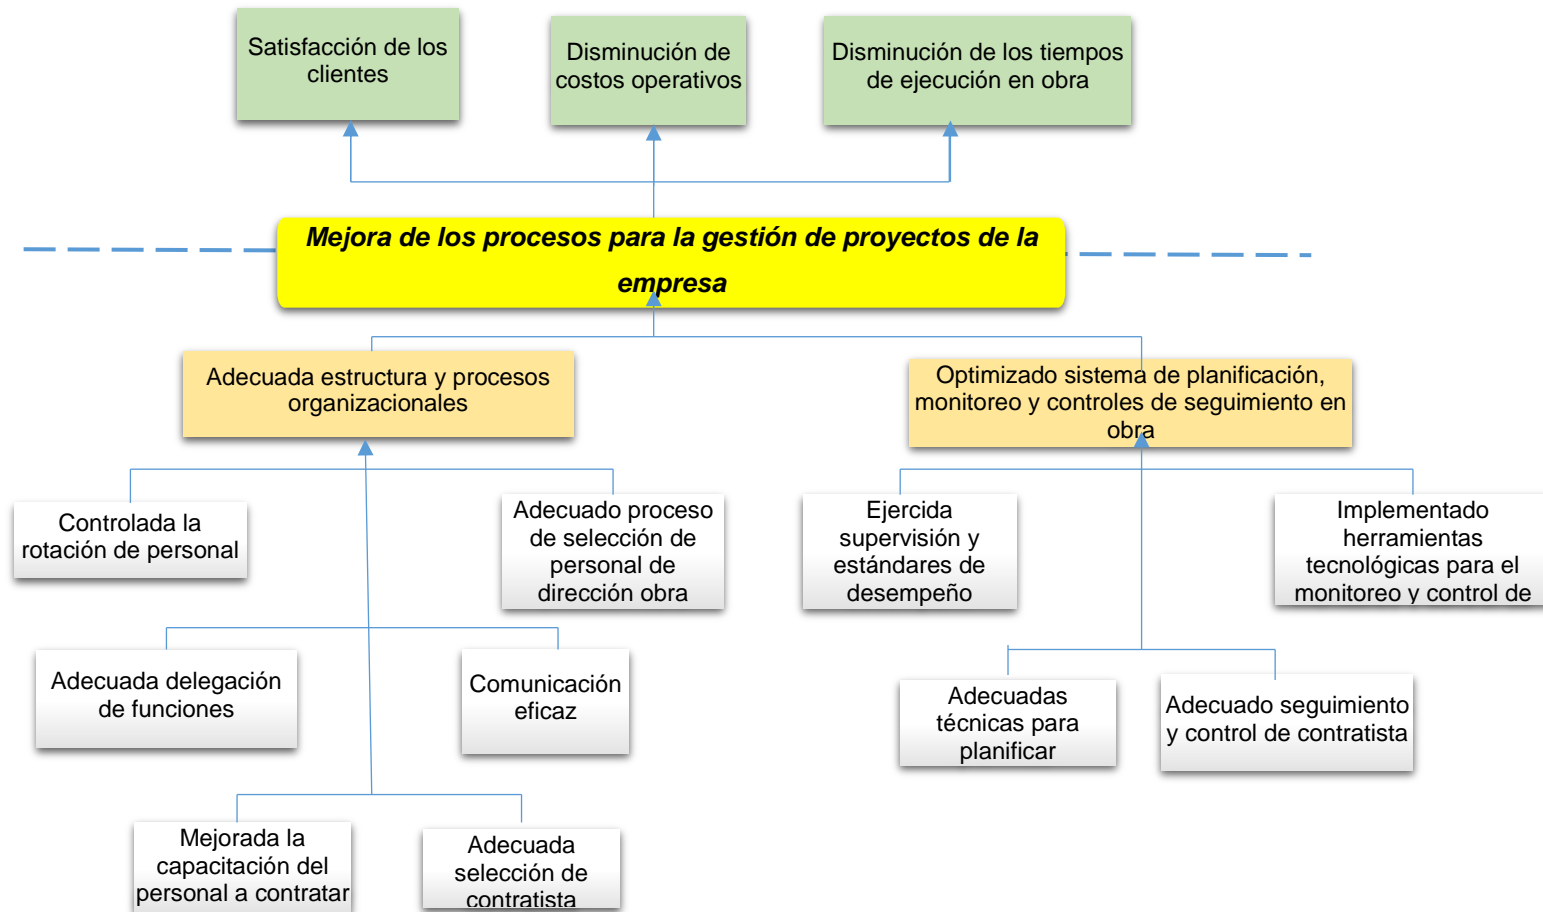 Satisfacción de los
clientes
Disminución de
costos operativos
Disminución de los tiempos
de ejecución en obra
Mejora de los procesos para la gestión de proyectos de la
empresa
Adecuada estructura y procesos
organizacionales
Optimizado sistema de planificación,
monitoreo y controles de seguimiento en
obra
Controlada la
rotación de personal
Adecuado proceso
de selección de
personal de
dirección obra
Ejercida
supervisión y
estándares de
desempeño
Implementado
herramientas
tecnológicas para el
monitoreo y control de
Adecuada delegación
de funciones
Comunicación
eficaz
Adecuadas
técnicas para
planificar
Adecuado seguimiento
y control de contratista
Mejorada la
capacitación del
personal a contratar
Adecuada
selección de
contratista